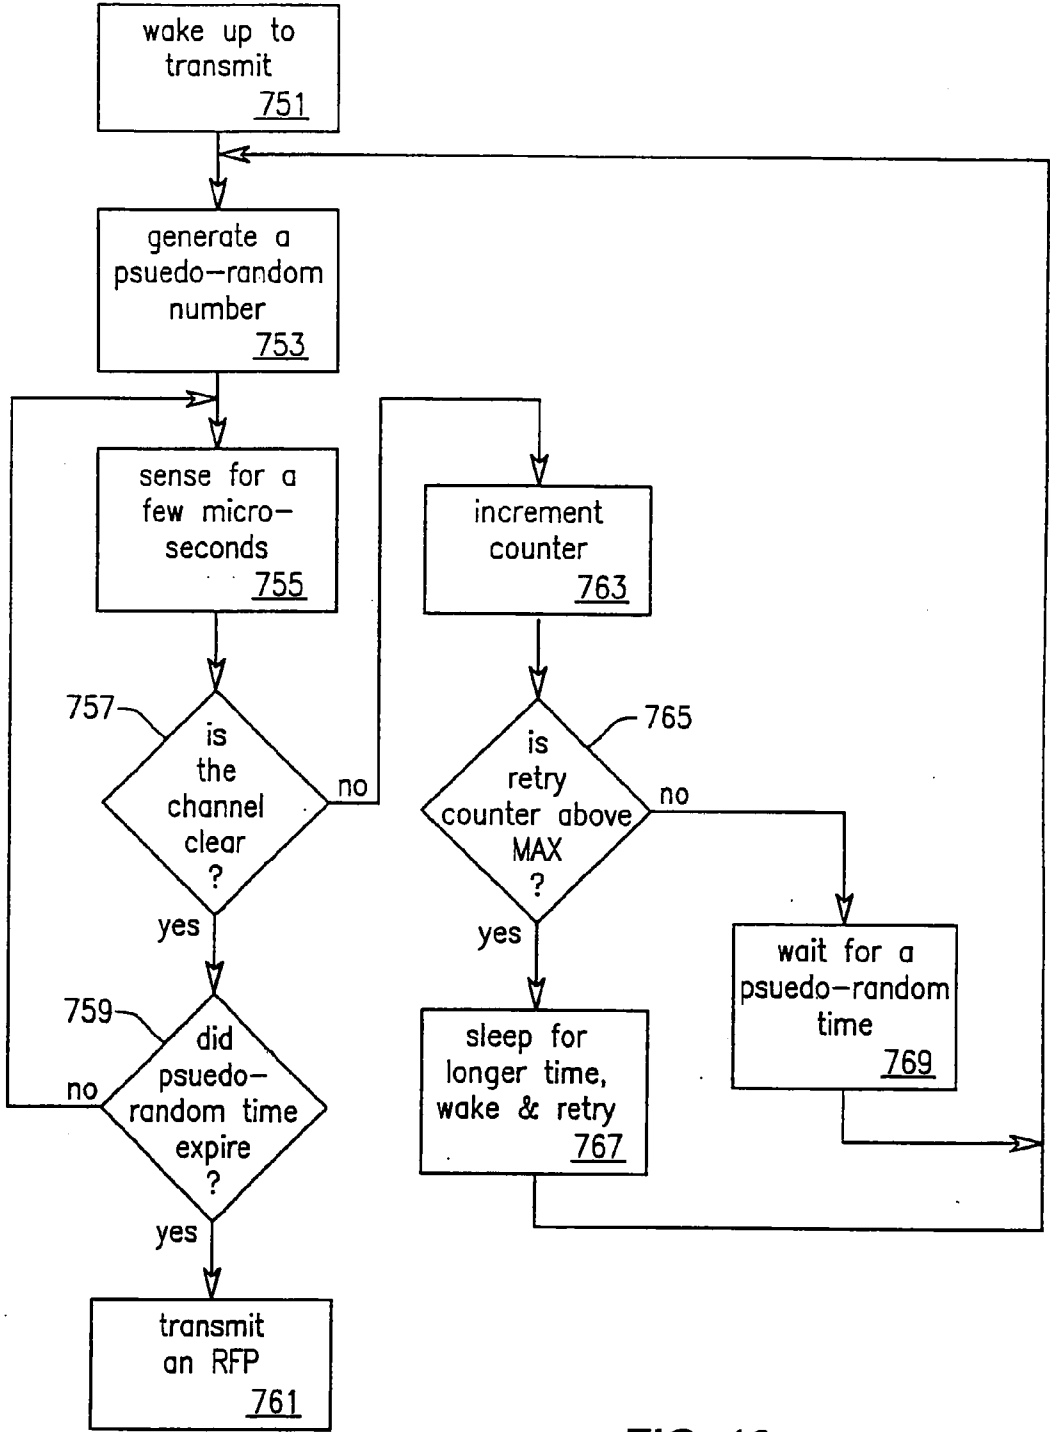 wake up to
transmit
751
generate a
psuedo-random
number
753
sense for a
few micro-
seconds
755
757
is
the
channel
clear
?
no
yes
759
did
psuedo-
random time
expire
?
no
yes
transmit
an RFP
761
increment
counter
763
765
is
retry
counter above
MAX
?
no
yes
sleep for
longer time,
wake & retry
767
wait for a
psuedo-random
time
769